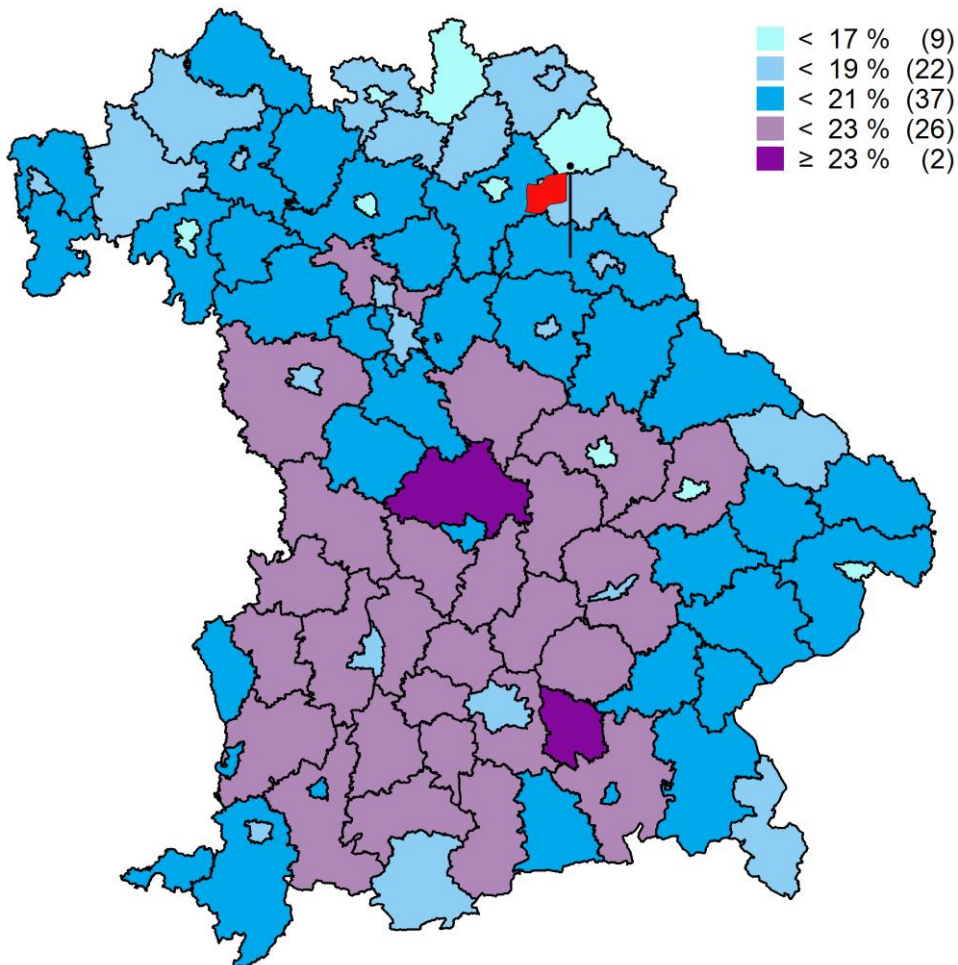 < 17 % (9)
< 19 % (22)
< 21 % (37)
< 23 % (26)
≥ 23 % (2)